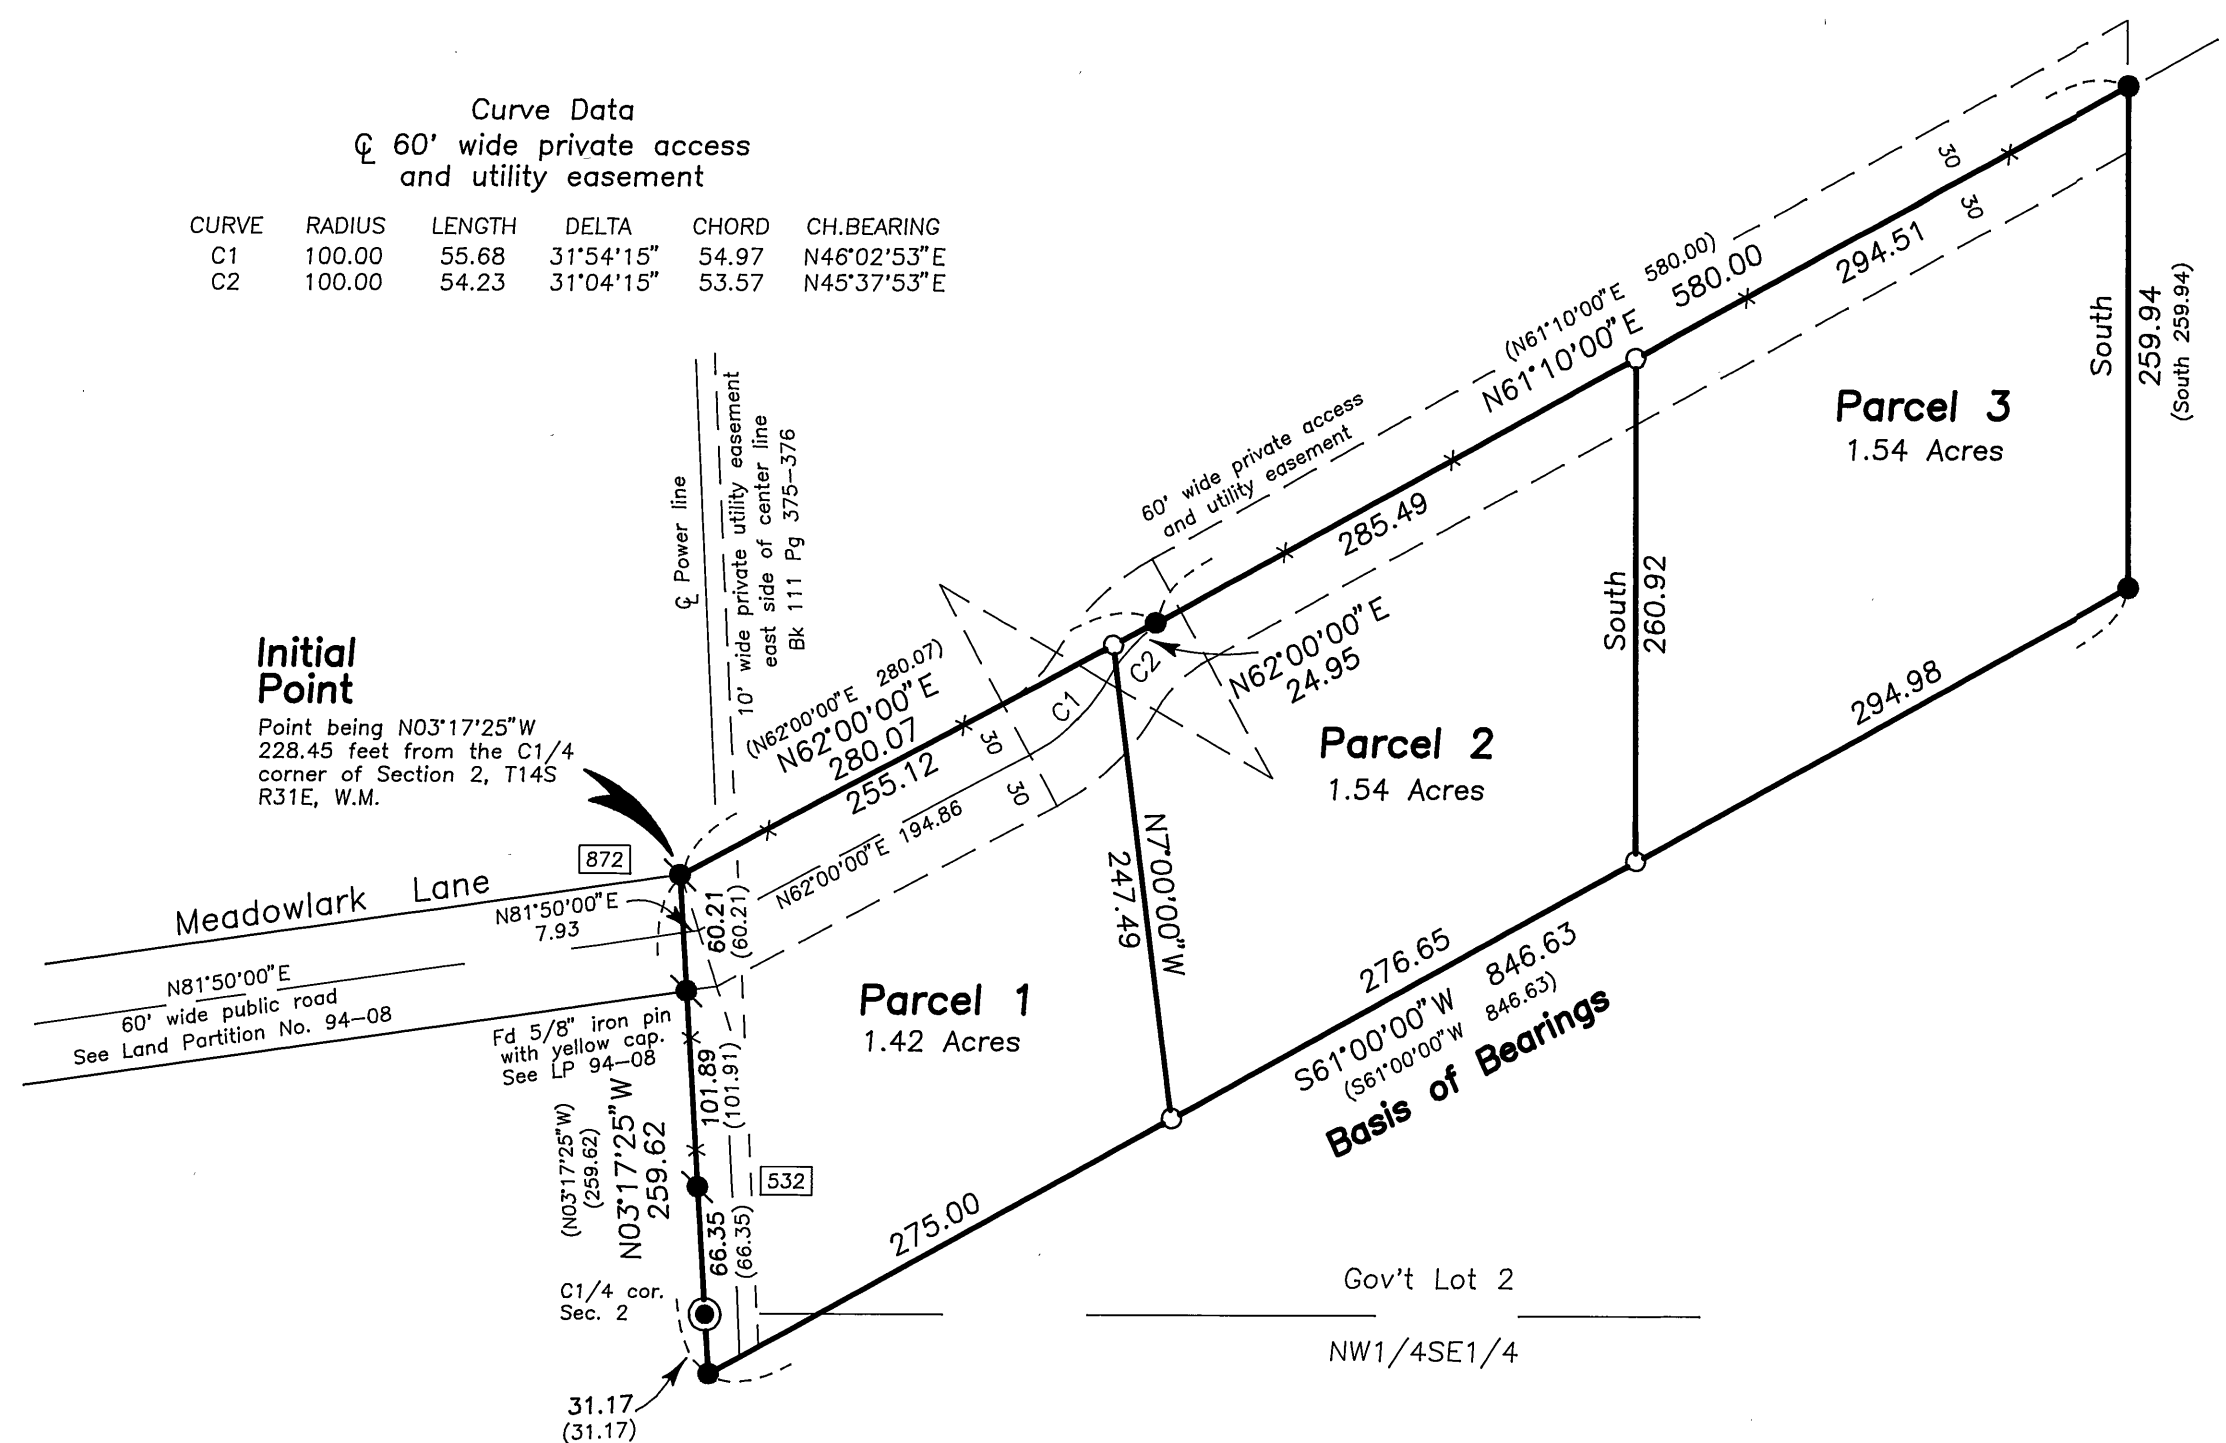 Curve Data
℄ 60' wide private access
and utility easement
CURVE RADIUS LENGTH DELTA CHORD CH.BEARING
C1 100.00 55.68 31°54'15" 54.97 N46°02'53"E
C2 100.00 54.23 31°04'15" 53.57 N45°37'53"E
30
30
(N61°10'00"E 580.00)
N61°10'00"E 580.00
294.51
South
259.94
(South 259.94)
Parcel 3
1.54 Acres
60' wide private access
and utility easement
285.49
℄ Power line
10' wide private utility easement
east side of center line
Bk 111 Pg 375-376
South
260.92
Initial
Point
Point being N03°17'25"W
228.45 feet from the C1/4
corner of Section 2, T14S
R31E, W.M.
(N62°00'00"E 280.07)
N62°00'00"E
280.07
255.12
C1
C2
30
30
N62°00'00"E
24.95
N62°00'00"E 194.86
Parcel 2
1.54 Acres
294.98
872
Meadowlark Lane
N81°50'00"E
7.93
60.21
(60.21)
N7°00'00"W
247.49
N81°50'00"E
60' wide public road
See Land Partition No. 94-08
Fd 5/8" iron pin
with yellow cap.
See LP 94-08
Parcel 1
1.42 Acres
276.65
S61°00'00"W 846.63
(S61°00'00"W 846.63)
Basis of Bearings
101.89
(101.91)
(N03°17'25"W)
(259.62)
N03°17'25"W
259.62
532
66.35
(66.35)
275.00
C1/4 cor.
Sec. 2
Gov't Lot 2
NW1/4SE1/4
31.17
(31.17)